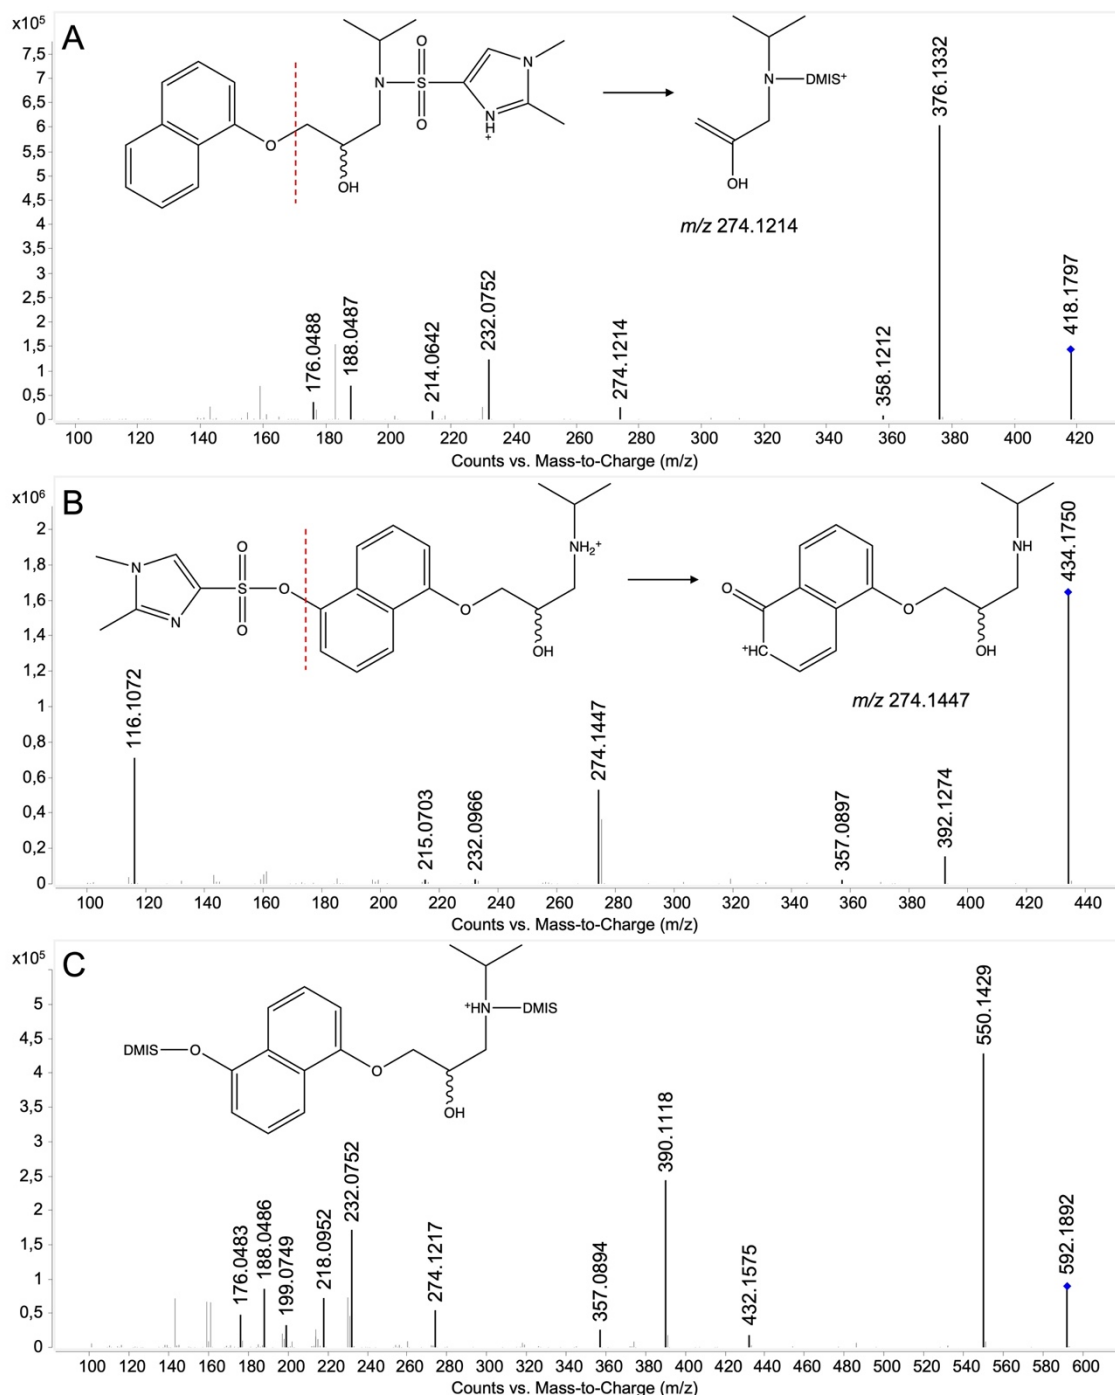 x10⁵
A
7,5
7
6,5
6
5,5
5
4,5
4
3,5
3
2,5
2
1,5
1
0,5
0
O
OH
N
O
S
O
N
N
H
+
N
DMIS⁺
OH
m/z 274.1214
176.0488
188.0487
214.0642
232.0752
274.1214
358.1212
376.1332
418.1797
100 120 140 160 180 200 220 240 260 280 300 320 340 360 380 400 420
Counts vs. Mass-to-Charge (m/z)
x10⁶
B
2
1,8
1,6
1,4
1,2
1
0,8
0,6
0,4
0,2
0
N
N
O
S
O
O
O
OH
NH₂⁺
O
⁺HC
O
OH
NH
m/z 274.1447
116.1072
215.0703
232.0966
274.1447
357.0897
392.1274
434.1750
100 120 140 160 180 200 220 240 260 280 300 320 340 360 380 400 420 440
Counts vs. Mass-to-Charge (m/z)
x10⁵
C
5
4,5
4
3,5
3
2,5
2
1,5
1
0,5
0
DMIS
O
O
OH
⁺HN
DMIS
176.0483
188.0486
199.0749
218.0952
232.0752
274.1217
357.0894
390.1118
432.1575
550.1429
592.1892
100 120 140 160 180 200 220 240 260 280 300 320 340 360 380 400 420 440 460 480 500 520 540 560 580 600
Counts vs. Mass-to-Charge (m/z)